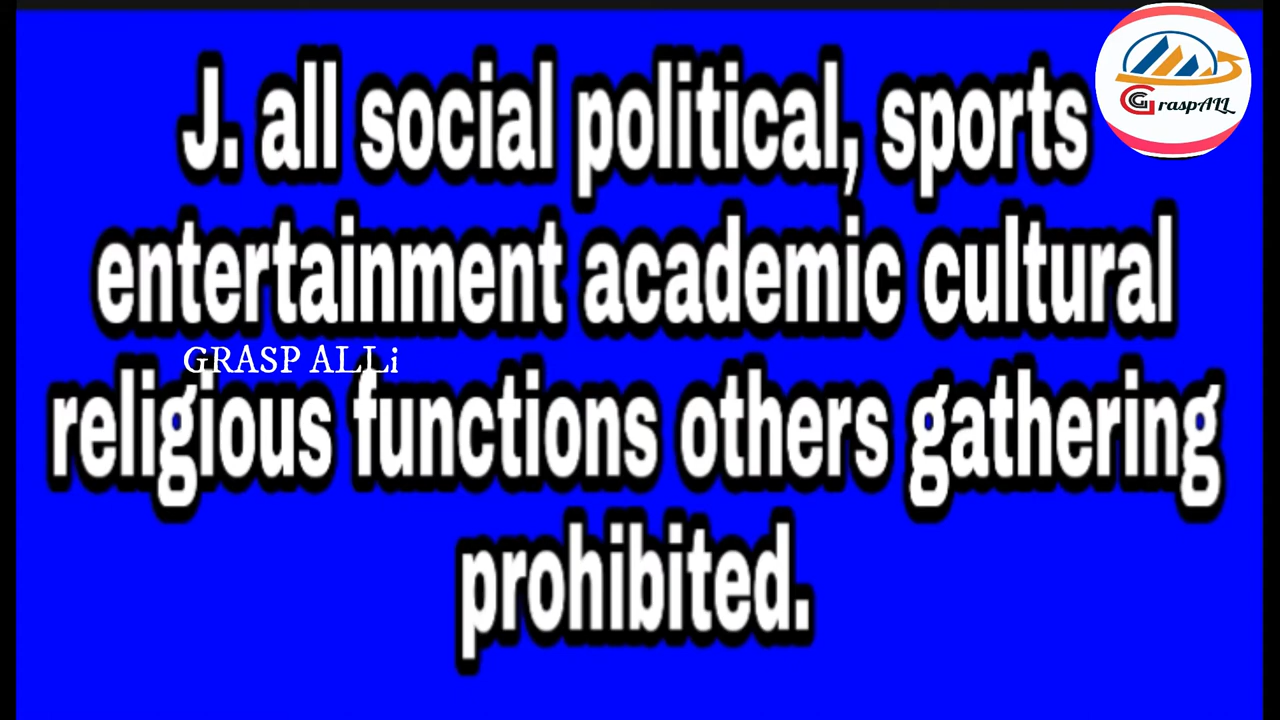 J. all social political, sports
entertainment academic cultural
religious functions others gathering
prohibited.
GRASP ALLi
GraspALL